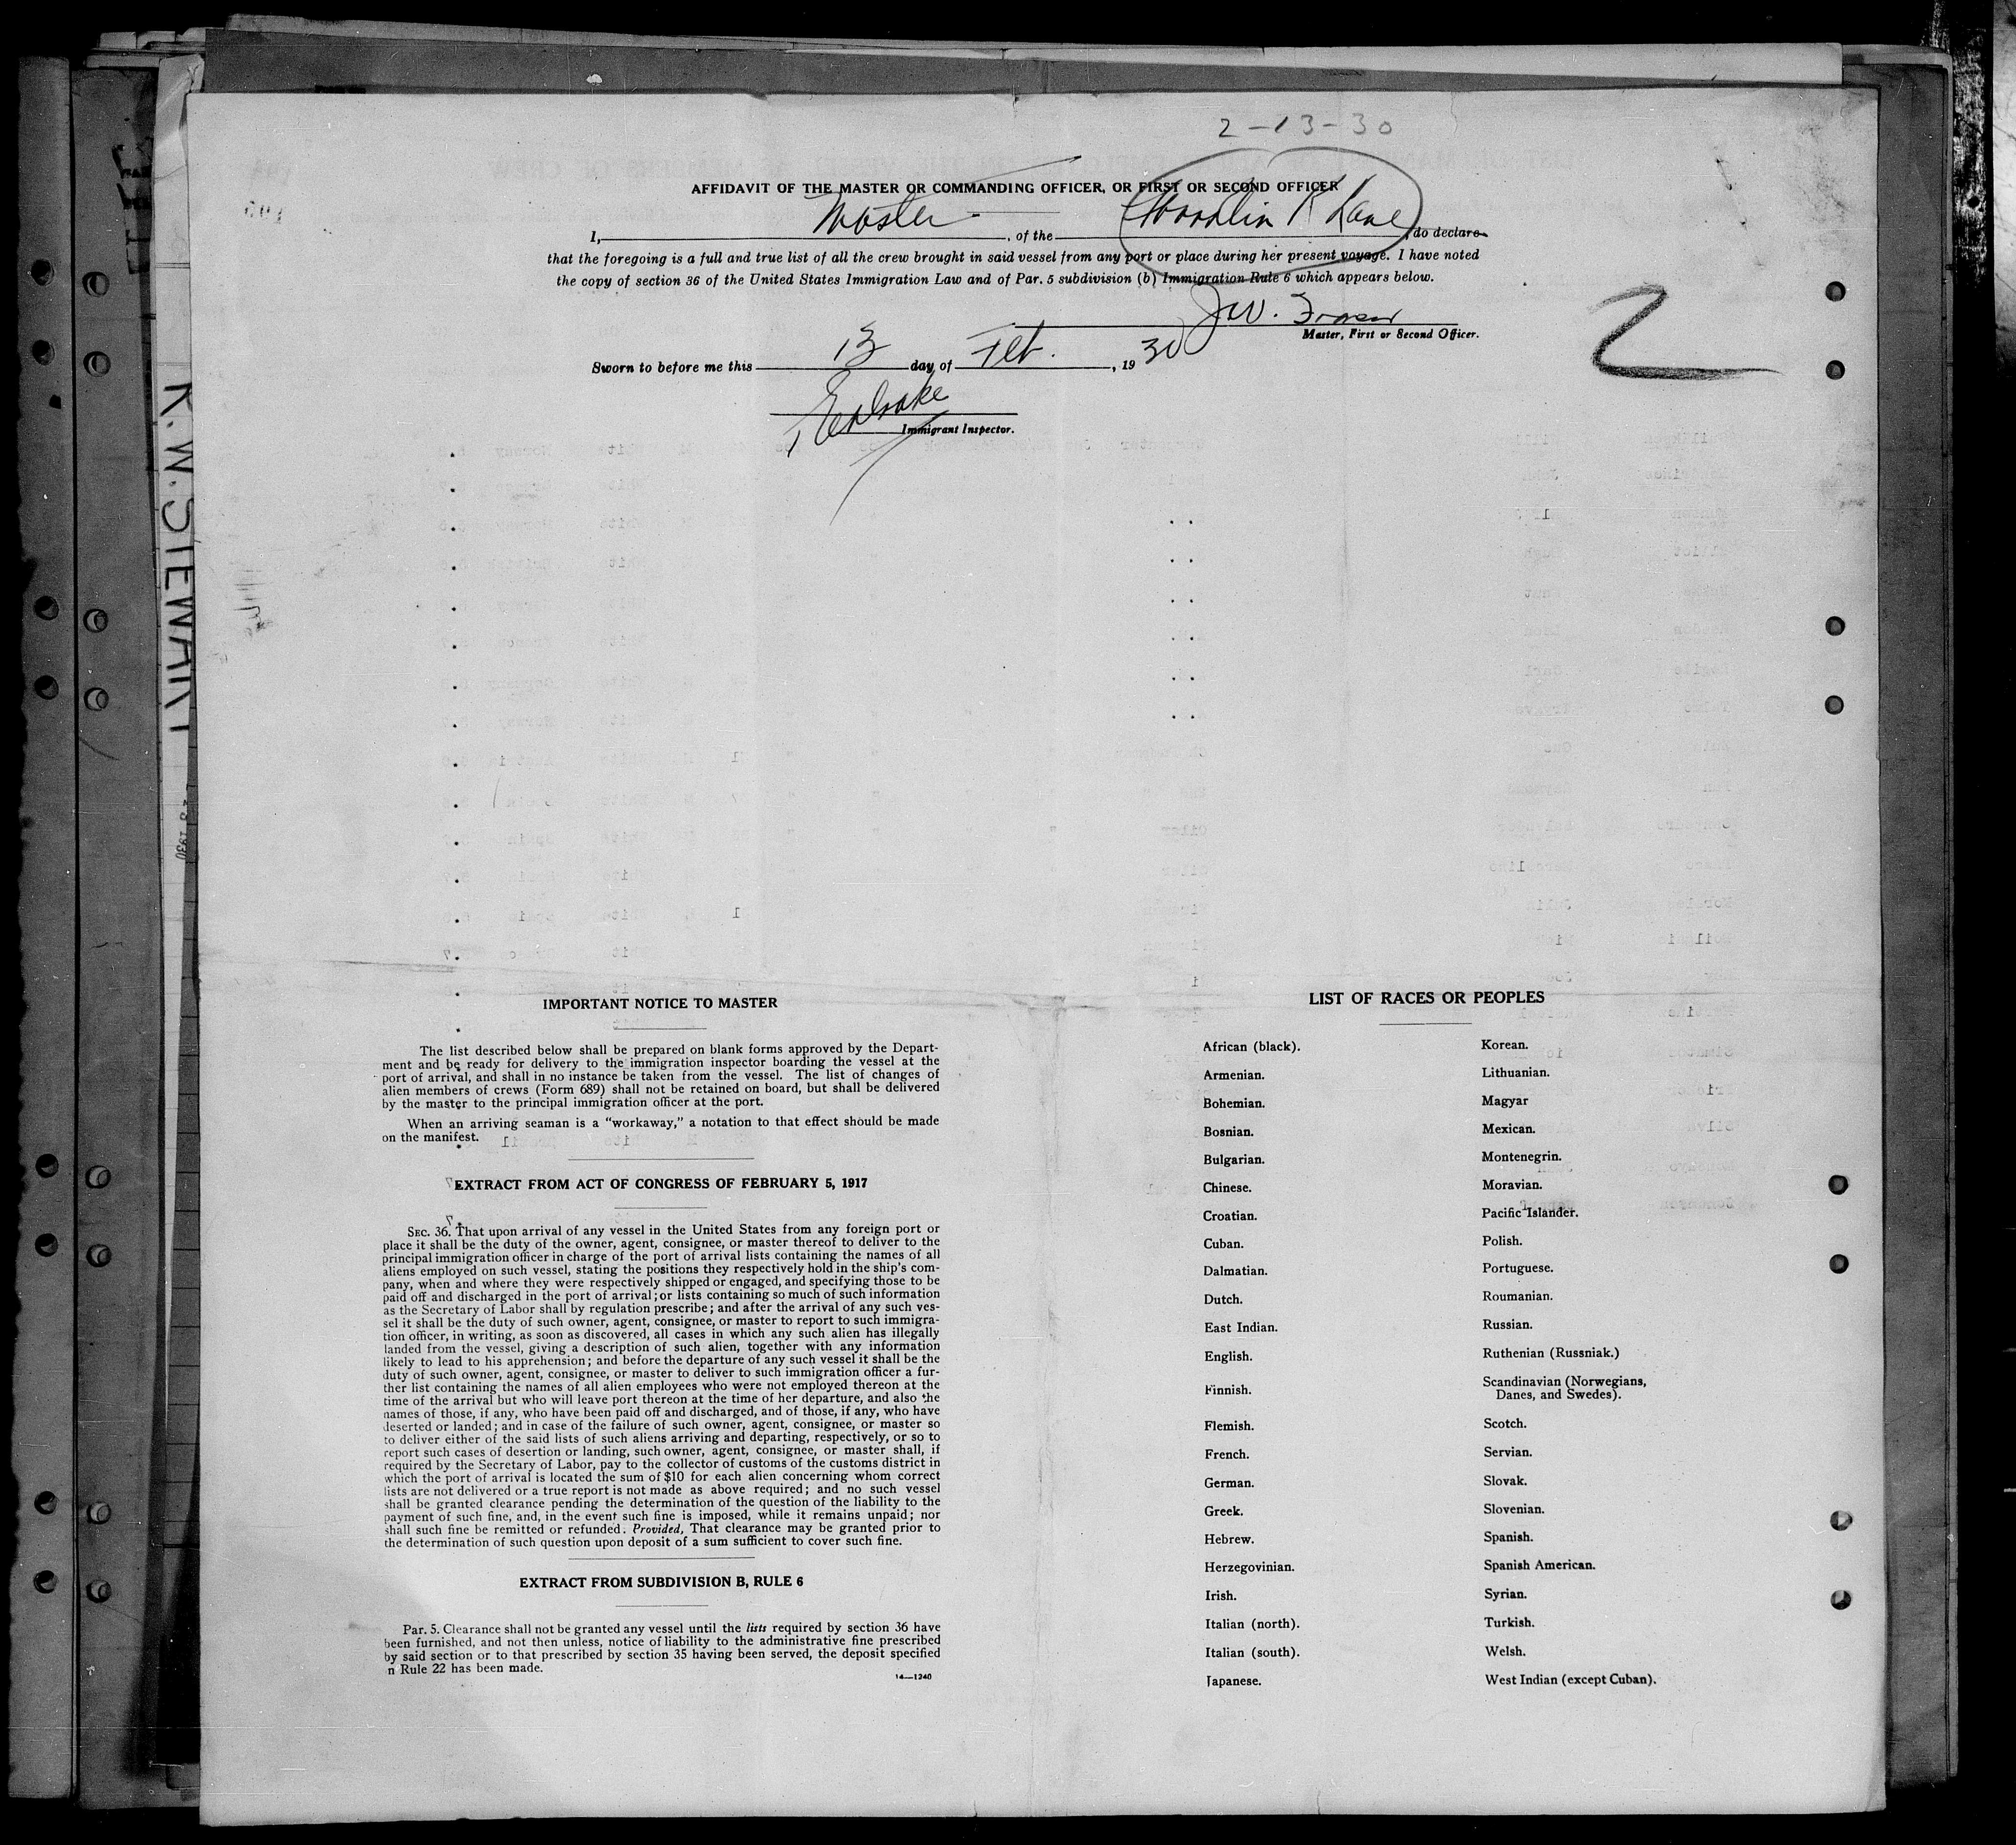 2-13-30
AFFIDAVIT OF THE MASTER OR COMMANDING OFFICER, OR FIRST OR SECOND OFFICER
I, Master, of the Franklin K Lane, do declare
that the foregoing is a full and true list of all the crew brought in said vessel from any port or place during her present voyage. I have noted
the copy of section 36 of the United States Immigration Law and of Par. 5 subdivision (b) Immigration Rule 6 which appears below.
J.W. Fraser
Master, First or Second Officer.
2
Sworn to before me this 13 day of Feb., 1930
Drake
Immigrant Inspector.
K.W. STEWART
IMPORTANT NOTICE TO MASTER
The list described below shall be prepared on blank forms approved by the Depart-
ment and be ready for delivery to the immigration inspector boarding the vessel at the
port of arrival, and shall in no instance be taken from the vessel. The list of changes of
alien members of crews (Form 689) shall not be retained on board, but shall be delivered
by the master to the principal immigration officer at the port.
When an arriving seaman is a “workaway,” a notation to that effect should be made
on the manifest.
EXTRACT FROM ACT OF CONGRESS OF FEBRUARY 5, 1917
SEC. 36. That upon arrival of any vessel in the United States from any foreign port or
place it shall be the duty of the owner, agent, consignee, or master thereof to deliver to the
principal immigration officer in charge of the port of arrival lists containing the names of all
aliens employed on such vessel, stating the positions they respectively hold in the ship's com-
pany, when and where they were respectively shipped or engaged, and specifying those to be
paid off and discharged in the port of arrival; or lists containing so much of such information
as the Secretary of Labor shall by regulation prescribe; and after the arrival of any such ves-
sel it shall be the duty of such owner, agent, consignee, or master to report to such immigra-
tion officer, in writing, as soon as discovered, all cases in which any such alien has illegally
landed from the vessel, giving a description of such alien, together with any information
likely to lead to his apprehension; and before the departure of any such vessel it shall be the
duty of such owner, agent, consignee, or master to deliver to such immigration officer a fur-
ther list containing the names of all alien employees who were not employed thereon at the
time of the arrival but who will leave port thereon at the time of her departure, and also the
names of those, if any, who have been paid off and discharged, and of those, if any, who have
deserted or landed; and in case of the failure of such owner, agent, consignee, or master so
to deliver either of the said lists of such aliens arriving and departing, respectively, or so to
report such cases of desertion or landing, such owner, agent, consignee, or master shall, if
required by the Secretary of Labor, pay to the collector of customs of the customs district in
which the port of arrival is located the sum of $10 for each alien concerning whom correct
lists are not delivered or a true report is not made as above required; and no such vessel
shall be granted clearance pending the determination of the question of the liability to the
payment of such fine, and, in the event such fine is imposed, while it remains unpaid; nor
shall such fine be remitted or refunded. Provided, That clearance may be granted prior to
the determination of such question upon deposit of a sum sufficient to cover such fine.
EXTRACT FROM SUBDIVISION B, RULE 6
Par. 5. Clearance shall not be granted any vessel until the lists required by section 36 have
been furnished, and not then unless, notice of liability to the administrative fine prescribed
by said section or to that prescribed by section 35 having been served, the deposit specified
n Rule 22 has been made.
14—1240
LIST OF RACES OR PEOPLES
African (black).
Armenian.
Bohemian.
Bosnian.
Bulgarian.
Chinese.
Croatian.
Cuban.
Dalmatian.
Dutch.
East Indian.
English.
Finnish.
Flemish.
French.
German.
Greek.
Hebrew.
Herzegovinian.
Irish.
Italian (north).
Italian (south).
Japanese.
Korean.
Lithuanian.
Magyar
Mexican.
Montenegrin.
Moravian.
Pacific Islander.
Polish.
Portuguese.
Roumanian.
Russian.
Ruthenian (Russniak.)
Scandinavian (Norwegians,
Danes, and Swedes).
Scotch.
Servian.
Slovak.
Slovenian.
Spanish.
Spanish American.
Syrian.
Turkish.
Welsh.
West Indian (except Cuban).